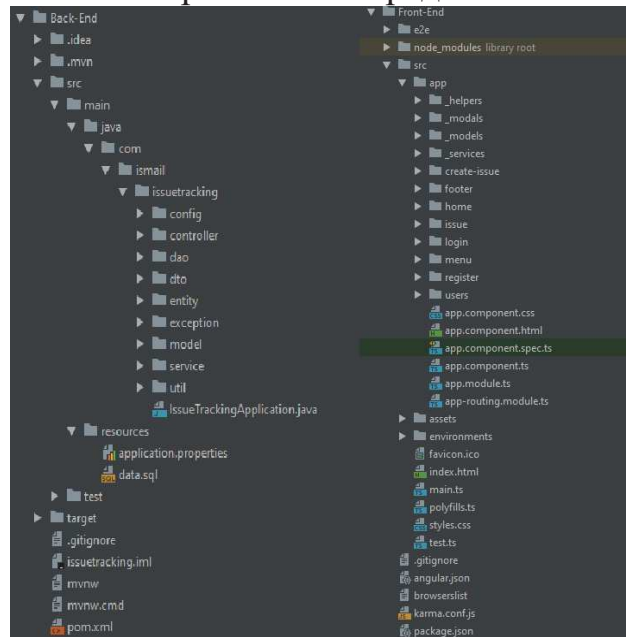 Back-End
.idea
.mvn
src
main
java
com
ismail
issuetracking
config
controller
dao
dto
entity
exception
model
service
util
IssueTrackingApplication.java
resources
application.properties
data.sql
test
target
.gitignore
issuetracking.iml
mvnw
mvnw.cmd
pom.xml
Front-End
e2e
node_modules library root
src
app
_helpers
_modals
_models
_services
create-issue
footer
home
issue
login
menu
register
users
app.component.css
app.component.html
app.component.spec.ts
app.component.ts
app.module.ts
app-routing.module.ts
assets
environments
favicon.ico
index.html
main.ts
polyfills.ts
styles.css
test.ts
.gitignore
angular.json
browserslist
karma.conf.js
package.json